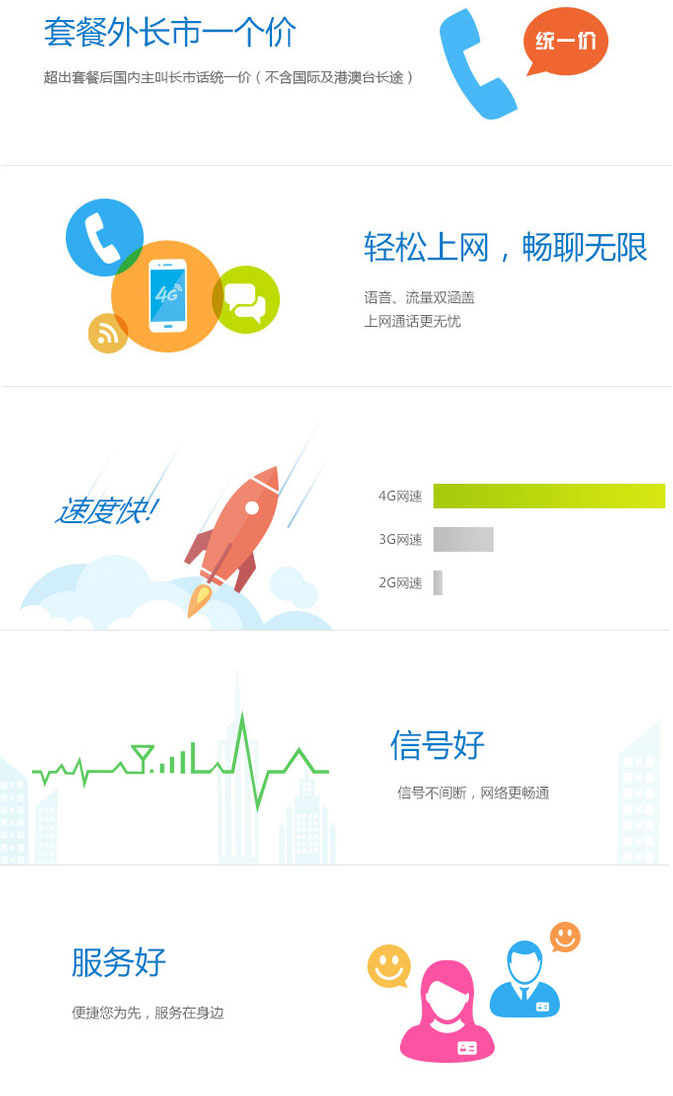 套餐外长市一个价
统一价
超出套餐后国内主叫长市话统一价（不含国际及港澳台长途）
4G
轻松上网，畅聊无限
语音、流量双涵盖
上网通话更无忧
速度快!
4G网速
3G网速
2G网速
信号好
信号不间断，网络更畅通
服务好
便捷您为先，服务在身边